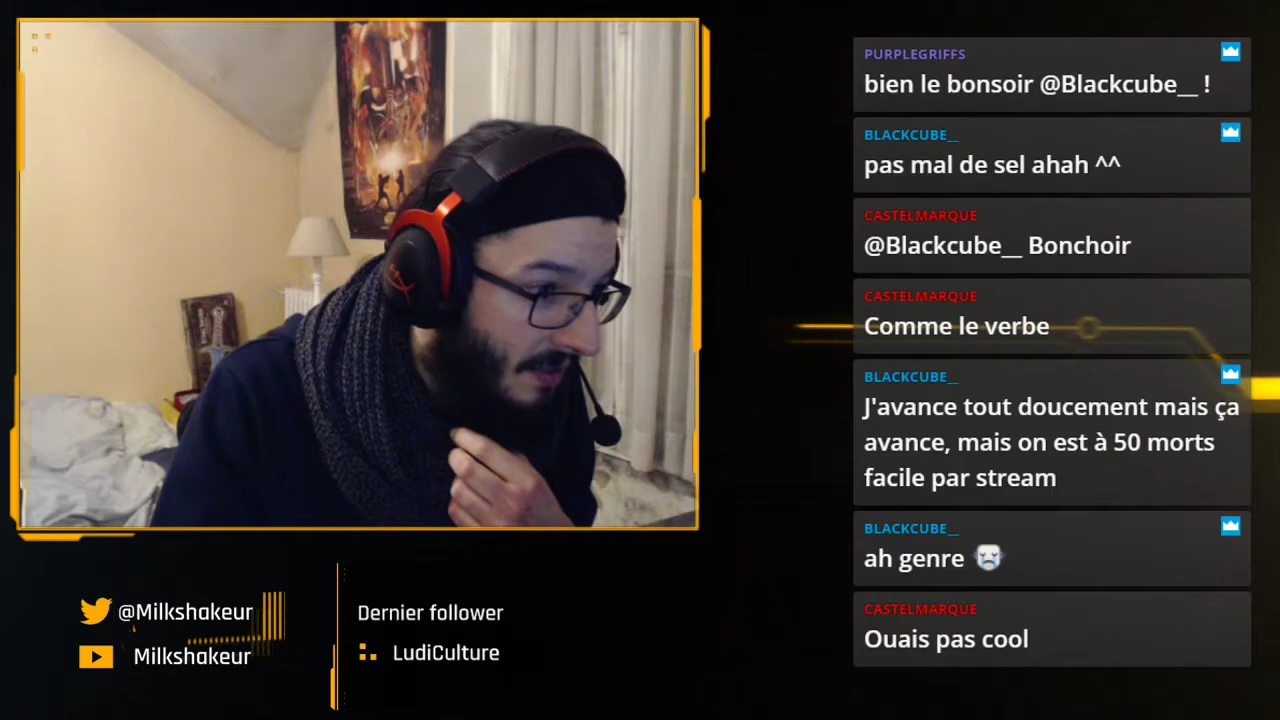 PURPLEGRIFFS
bien le bonsoir @Blackcube__ !
BLACKCUBE__
pas mal de sel ahah ^^
CASTELMARQUE
@Blackcube__ Bonchoir
CASTELMARQUE
Comme le verbe
BLACKCUBE__
J'avance tout doucement mais ça
avance, mais on est à 50 morts
facile par stream
BLACKCUBE__
ah genre
CASTELMARQUE
Ouais pas cool
@Milkshakeur
Milkshakeur
Dernier follower
LudiCulture